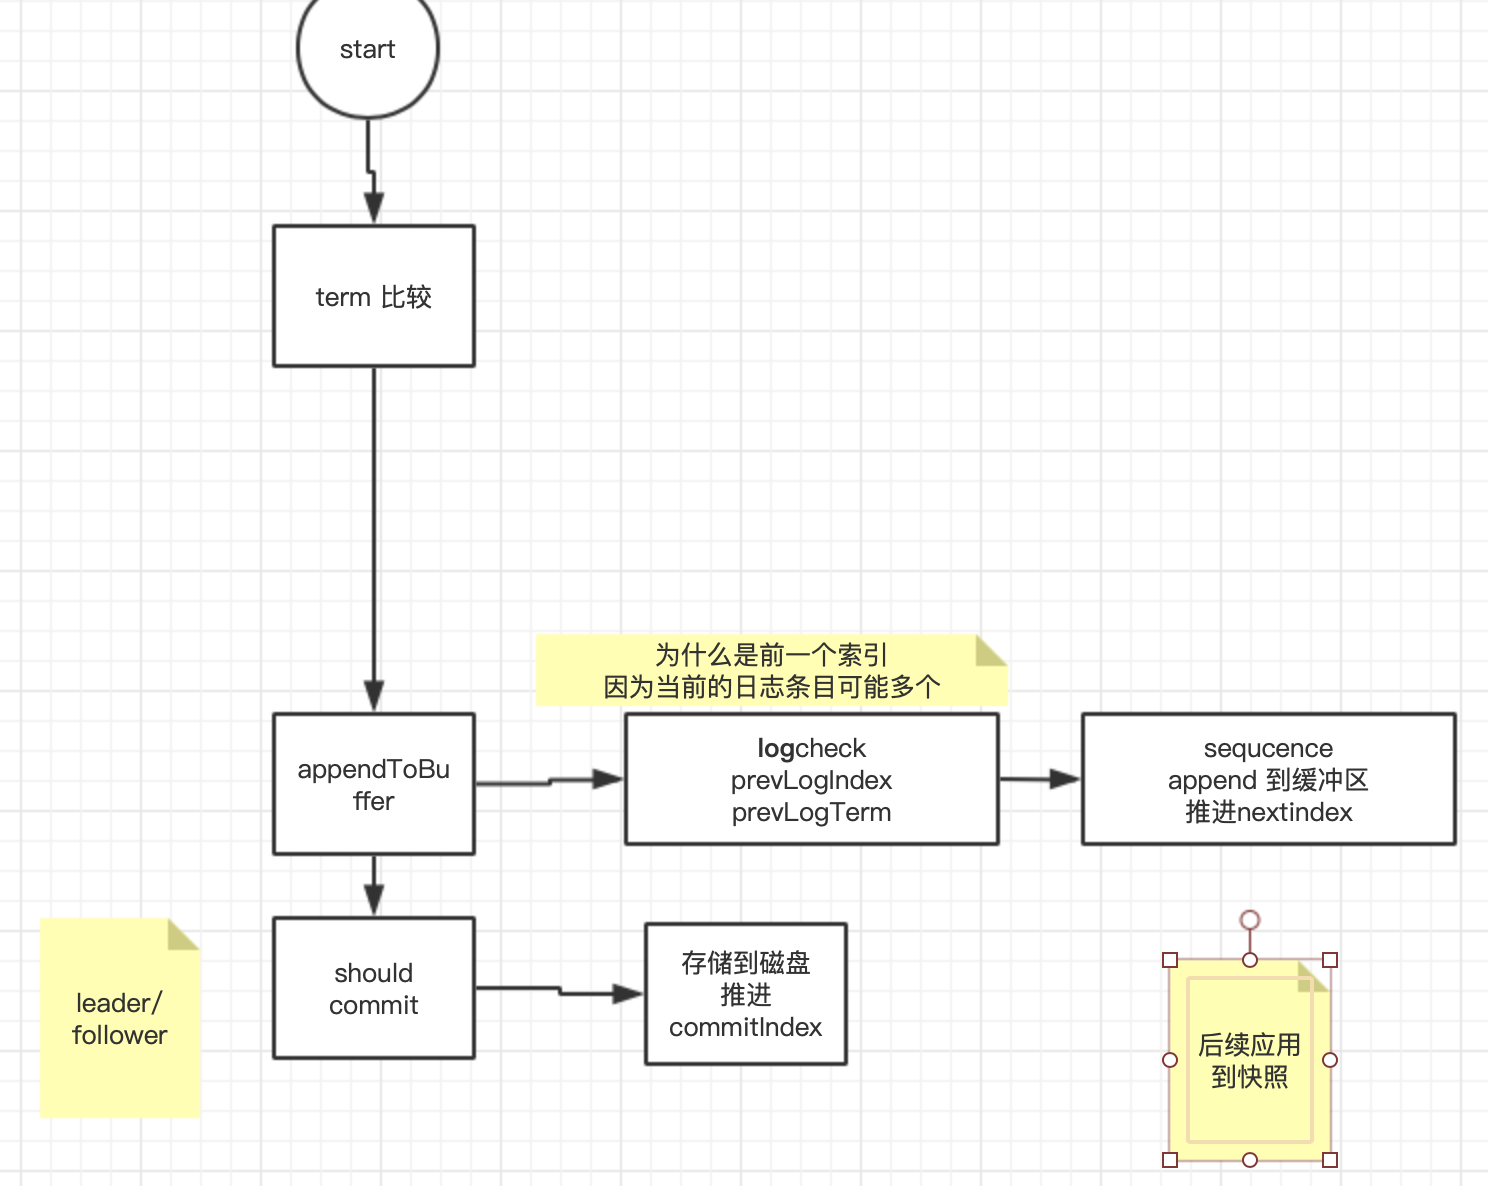 start
term 比较
为什么是前一个索引
因为当前的日志条目可能多个
appendToBu
ffer
logcheck
prevLogIndex
prevLogTerm
sequcence
append 到缓冲区
推进nextindex
leader/
follower
should
commit
存储到磁盘
推进
commitIndex
后续应用
到快照